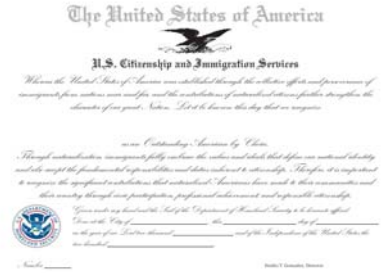 The United States of America
U.S. Citizenship and Immigration Services
Whereas the United States of America was established through the collective efforts and perseverance of
immigrants from nations near and far, and the contributions of naturalized citizens further strengthen the
character of our great Nation. Let it be known this day that we recognize
as an Outstanding American by Choice.
Through naturalization immigrants fully embrace the values and ideals that define our national identity
and also accept the fundamental responsibilities and duties inherent to citizenship. Therefore, it is important
to recognize the significant contributions that naturalized Americans have made to their communities and
their country through civic participation, professional achievement and responsible citizenship.
Given under my hand and the Seal of the Department of Homeland Security to be hereunto affixed.
Done at the City of this day of
in the year of our Lord two thousand and of the Independence of the United States the
two hundred
Number
Director